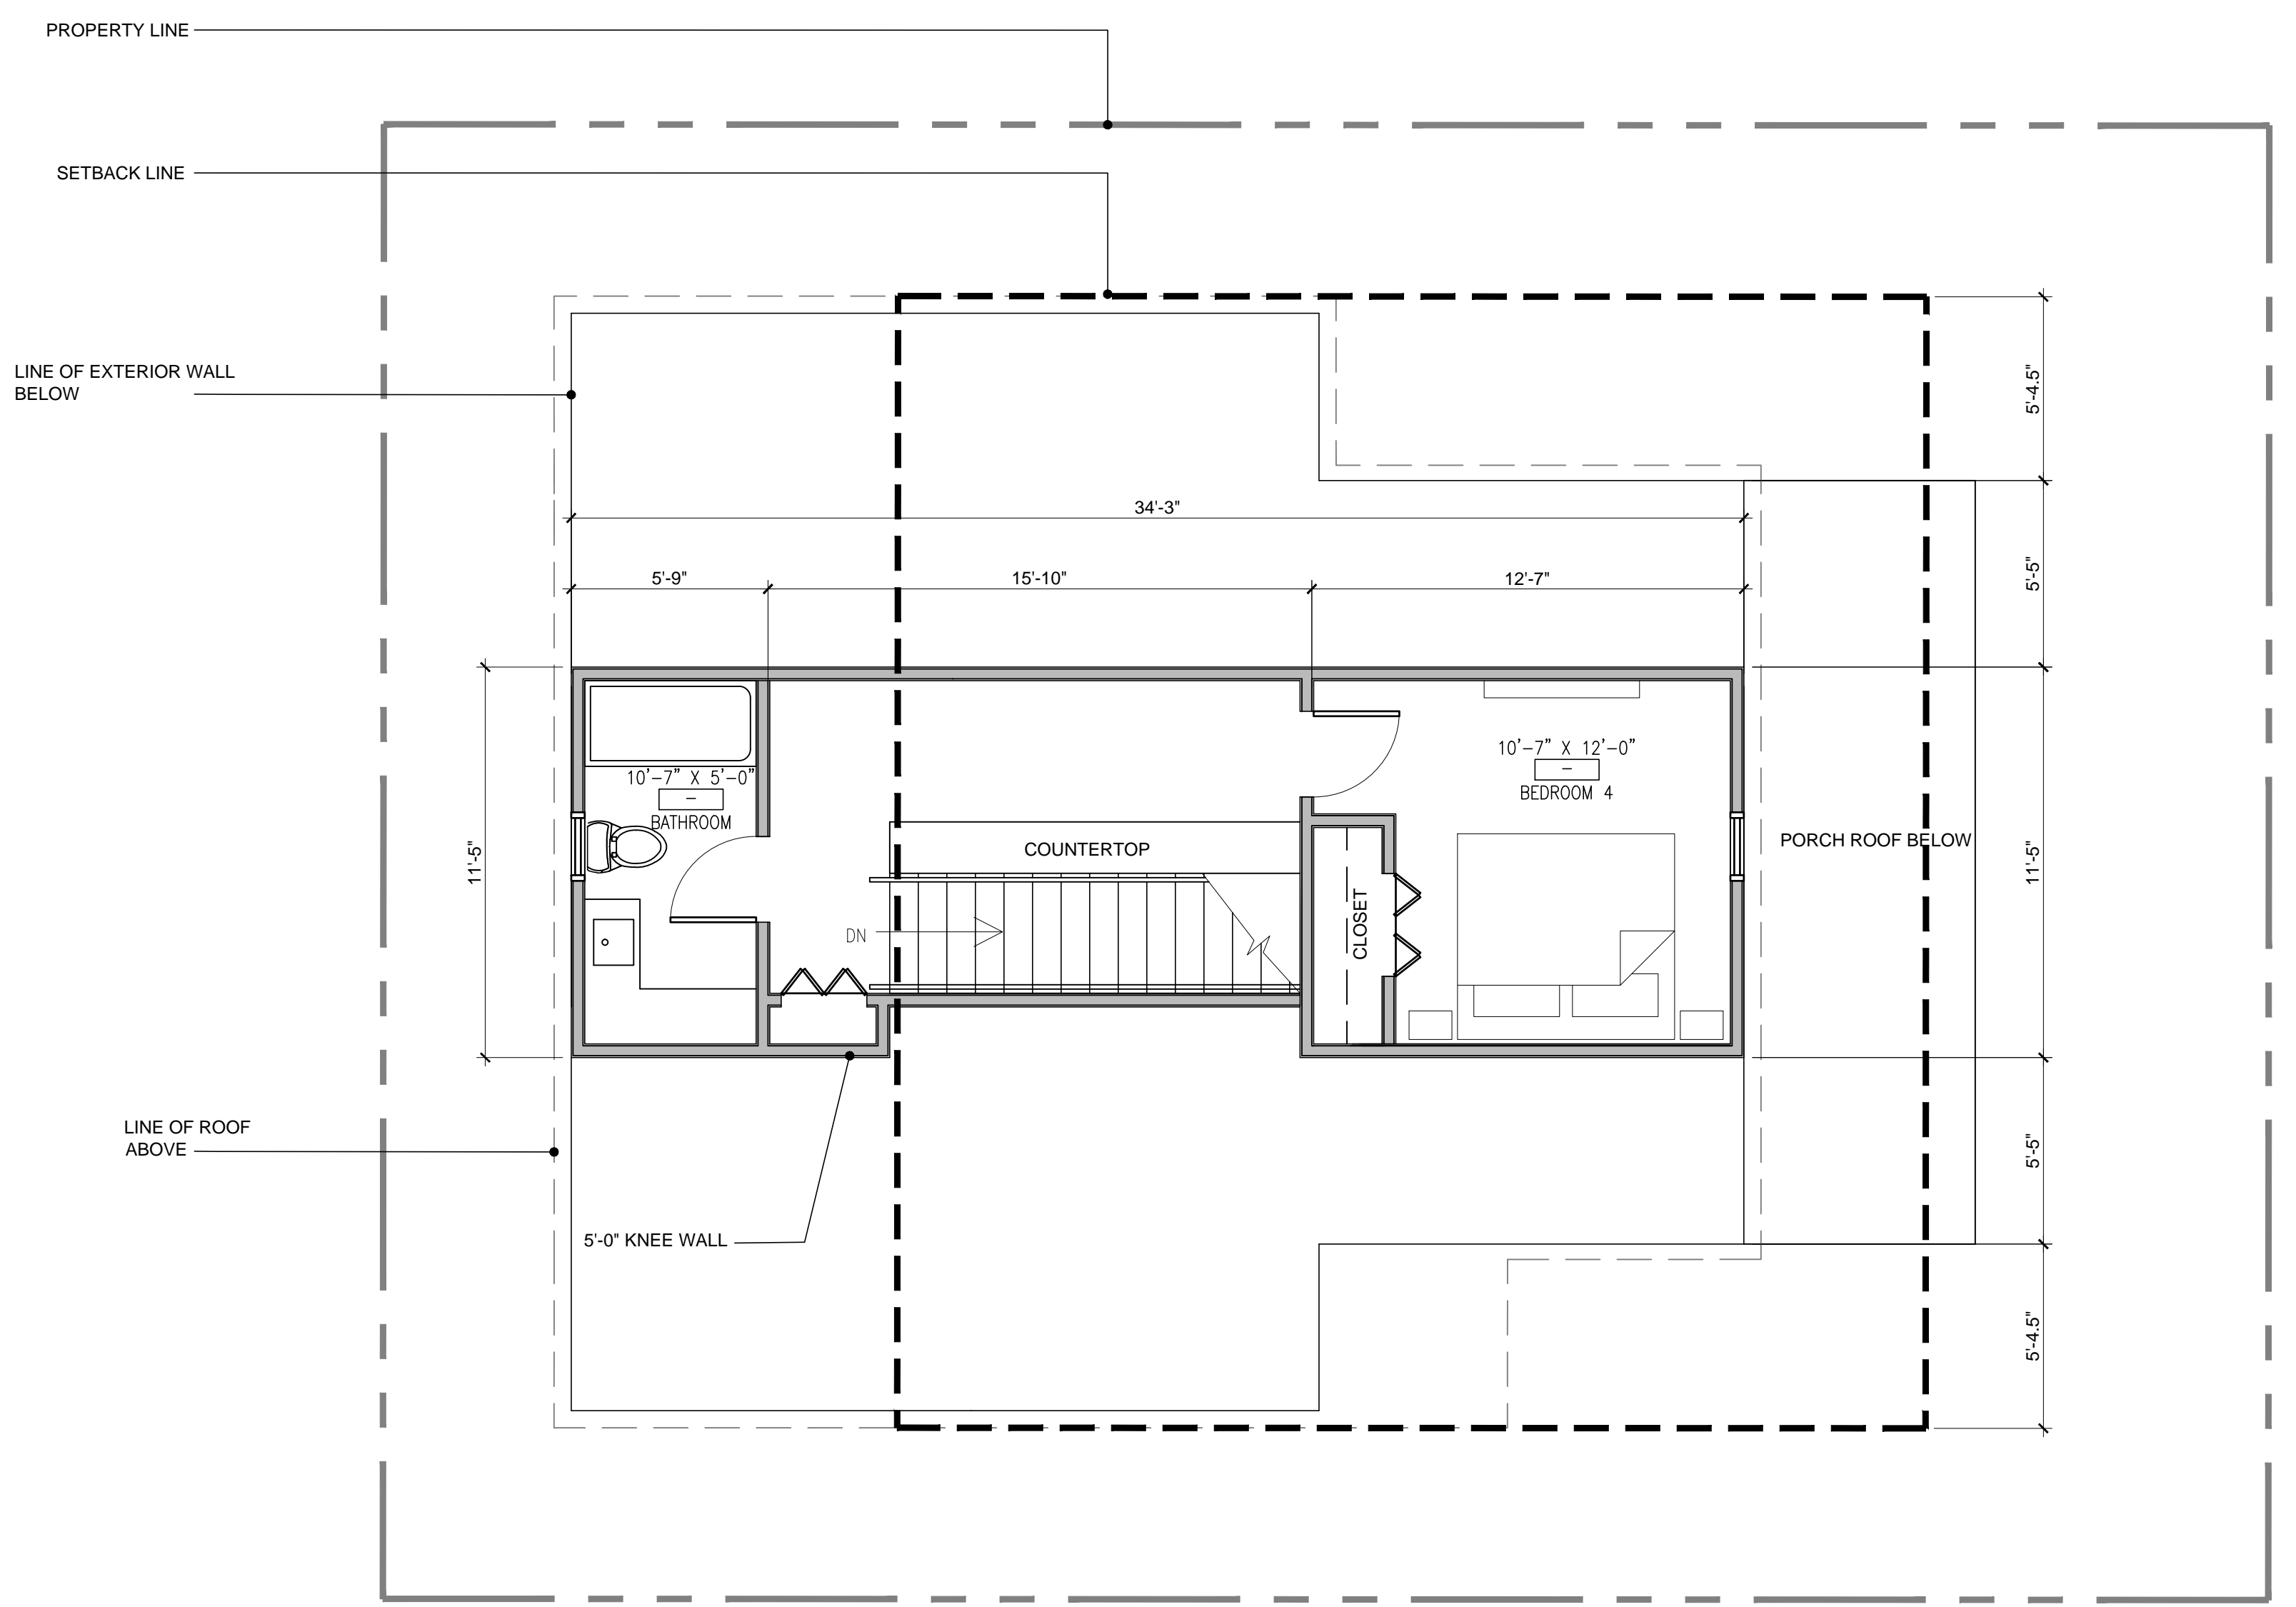 PROPERTY LINE
SETBACK LINE
LINE OF EXTERIOR WALL
BELOW
5'-4.5"
34'-3"
5'-9"
15'-10"
12'-7"
5'-5"
10'-7" X 5'-0"
-
BATHROOM
10'-7" X 12'-0"
-
BEDROOM 4
COUNTERTOP
PORCH ROOF BELOW
11'-5"
11'-5"
CLOSET
DN
LINE OF ROOF
ABOVE
5'-5"
5'-0" KNEE WALL
5'-4.5"